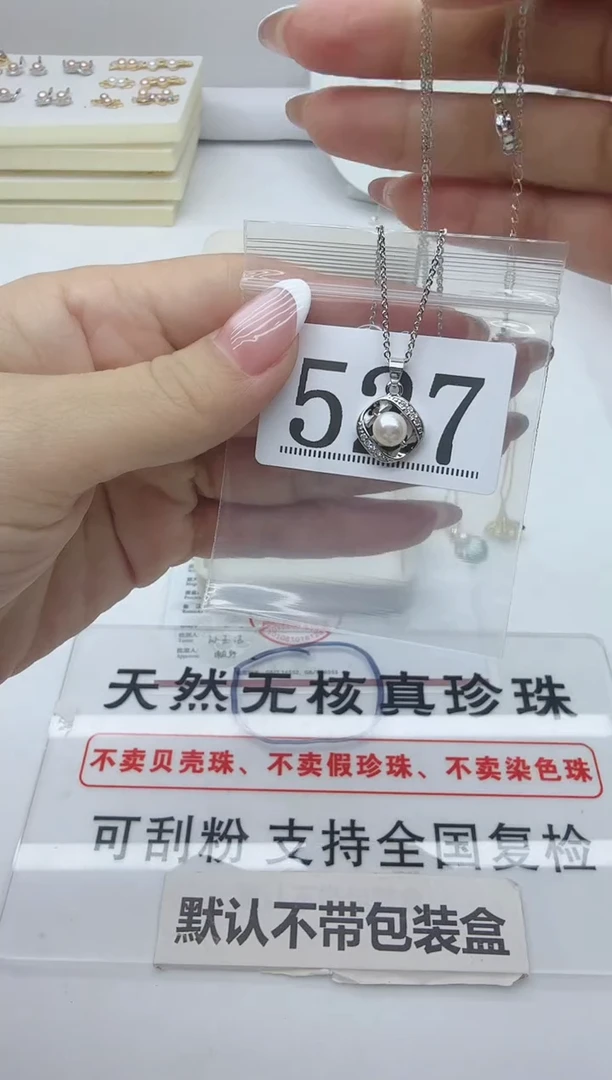 527
天然无核真珍珠
不卖贝壳珠、不卖假珍珠、不卖染色珠
可刮粉 支持全国复检
默认不带包装盒